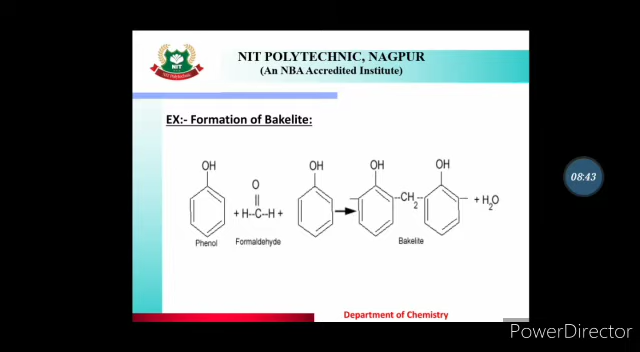 NIT POLYTECHNIC, NAGPUR
(An NBA Accredited Institute)
NIT
EX:- Formation of Bakelite:
OH
O
OH
OH
OH
+ H--C--H +
--CH2--
+ H2O
Phenol
Formaldehyde
Bakelite
08:43
Department of Chemistry
PowerDirector